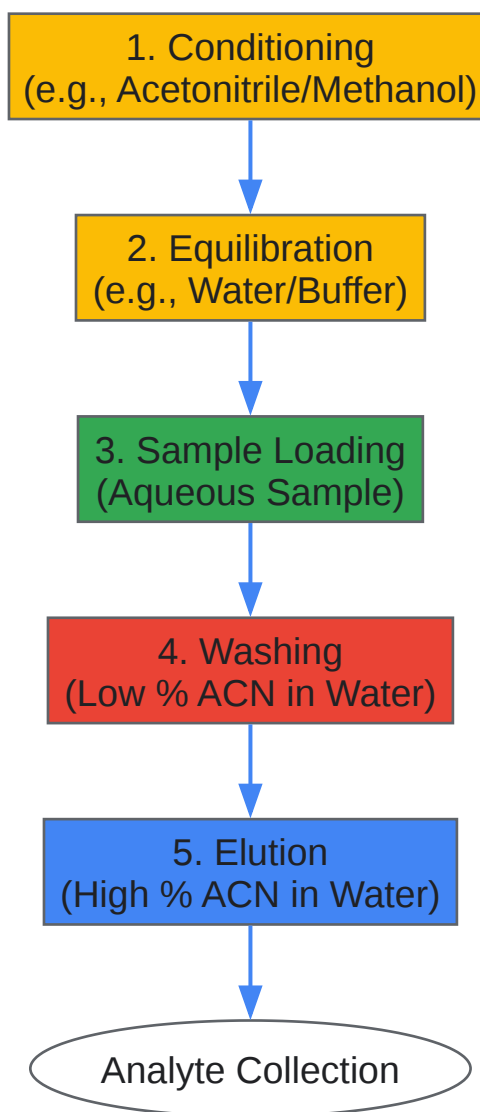 1. Conditioning
(e.g., Acetonitrile/Methanol)
2. Equilibration
(e.g., Water/Buffer)
3. Sample Loading
(Aqueous Sample)
4. Washing
(Low % ACN in Water)
5. Elution
(High % ACN in Water)
Analyte Collection